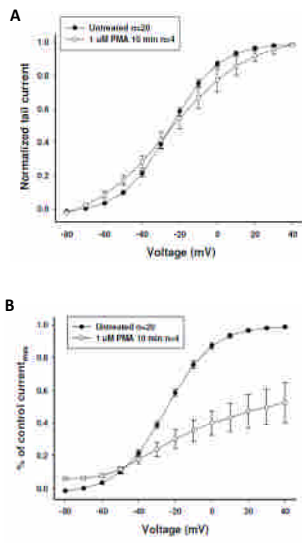 A
Untreated n=20
1 uM PMA 10 min n=4
Normalized tail current
1.0
0.8
0.6
0.4
0.2
0.0
-80 -60 -40 -20 0 20 40
Voltage (mV)
B
Untreated n=20
1 uM PMA 10 min n=4
% of control current max
1.0
0.8
0.6
0.4
0.2
0.0
-80 -60 -40 -20 0 20 40
Voltage (mV)